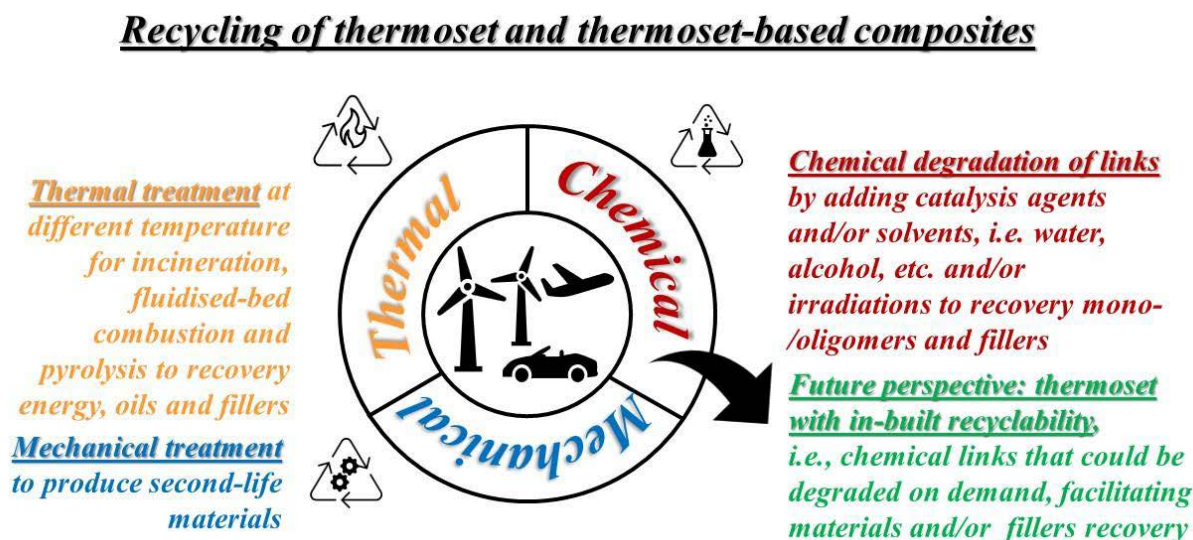 Recycling of thermoset and thermoset-based composites
Thermal treatment at
different temperature
for incineration,
fluidised-bed
combustion and
pyrolysis to recovery
energy, oils and fillers
Mechanical treatment
to produce second-life
materials
Thermal
Chemical
Mechanical
Chemical degradation of links
by adding catalysis agents
and/or solvents, i.e. water,
alcohol, etc. and/or
irradiations to recovery mono-
/oligomers and fillers
Future perspective: thermoset
with in-built recyclability,
i.e., chemical links that could be
degraded on demand, facilitating
materials and/or fillers recovery